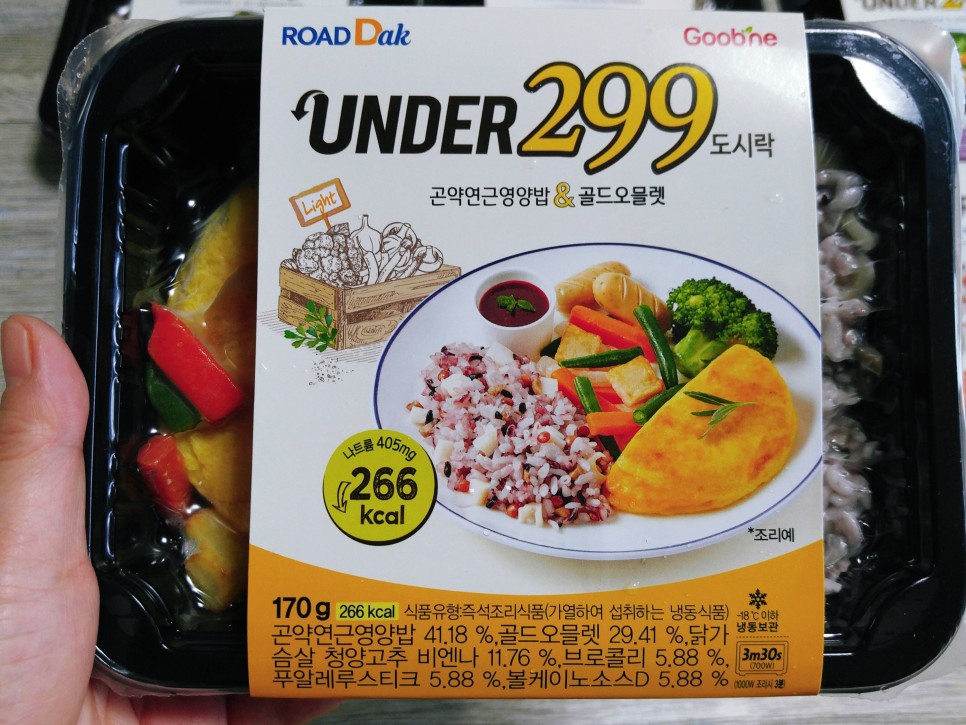 UNDER 2
ROAD Dak
Goobne
UNDER 299 도시락
곤약연근영양밥 & 골드오믈렛
Light
나트륨 405mg
266
kcal
*조리예
170 g 266 kcal 식품유형:즉석조리식품(가열하여 섭취하는 냉동식품)
곤약연근영양밥 41.18 %,골드오믈렛 29.41 %,닭가
슴살 청양고추 비엔나 11.76 %,브로콜리 5.88 %,
푸알레루스티크 5.88 %,볼케이노소스D 5.88 %
-18℃ 이하
냉동보관
3m30s
(700W)
(1000W 조리시 3분)